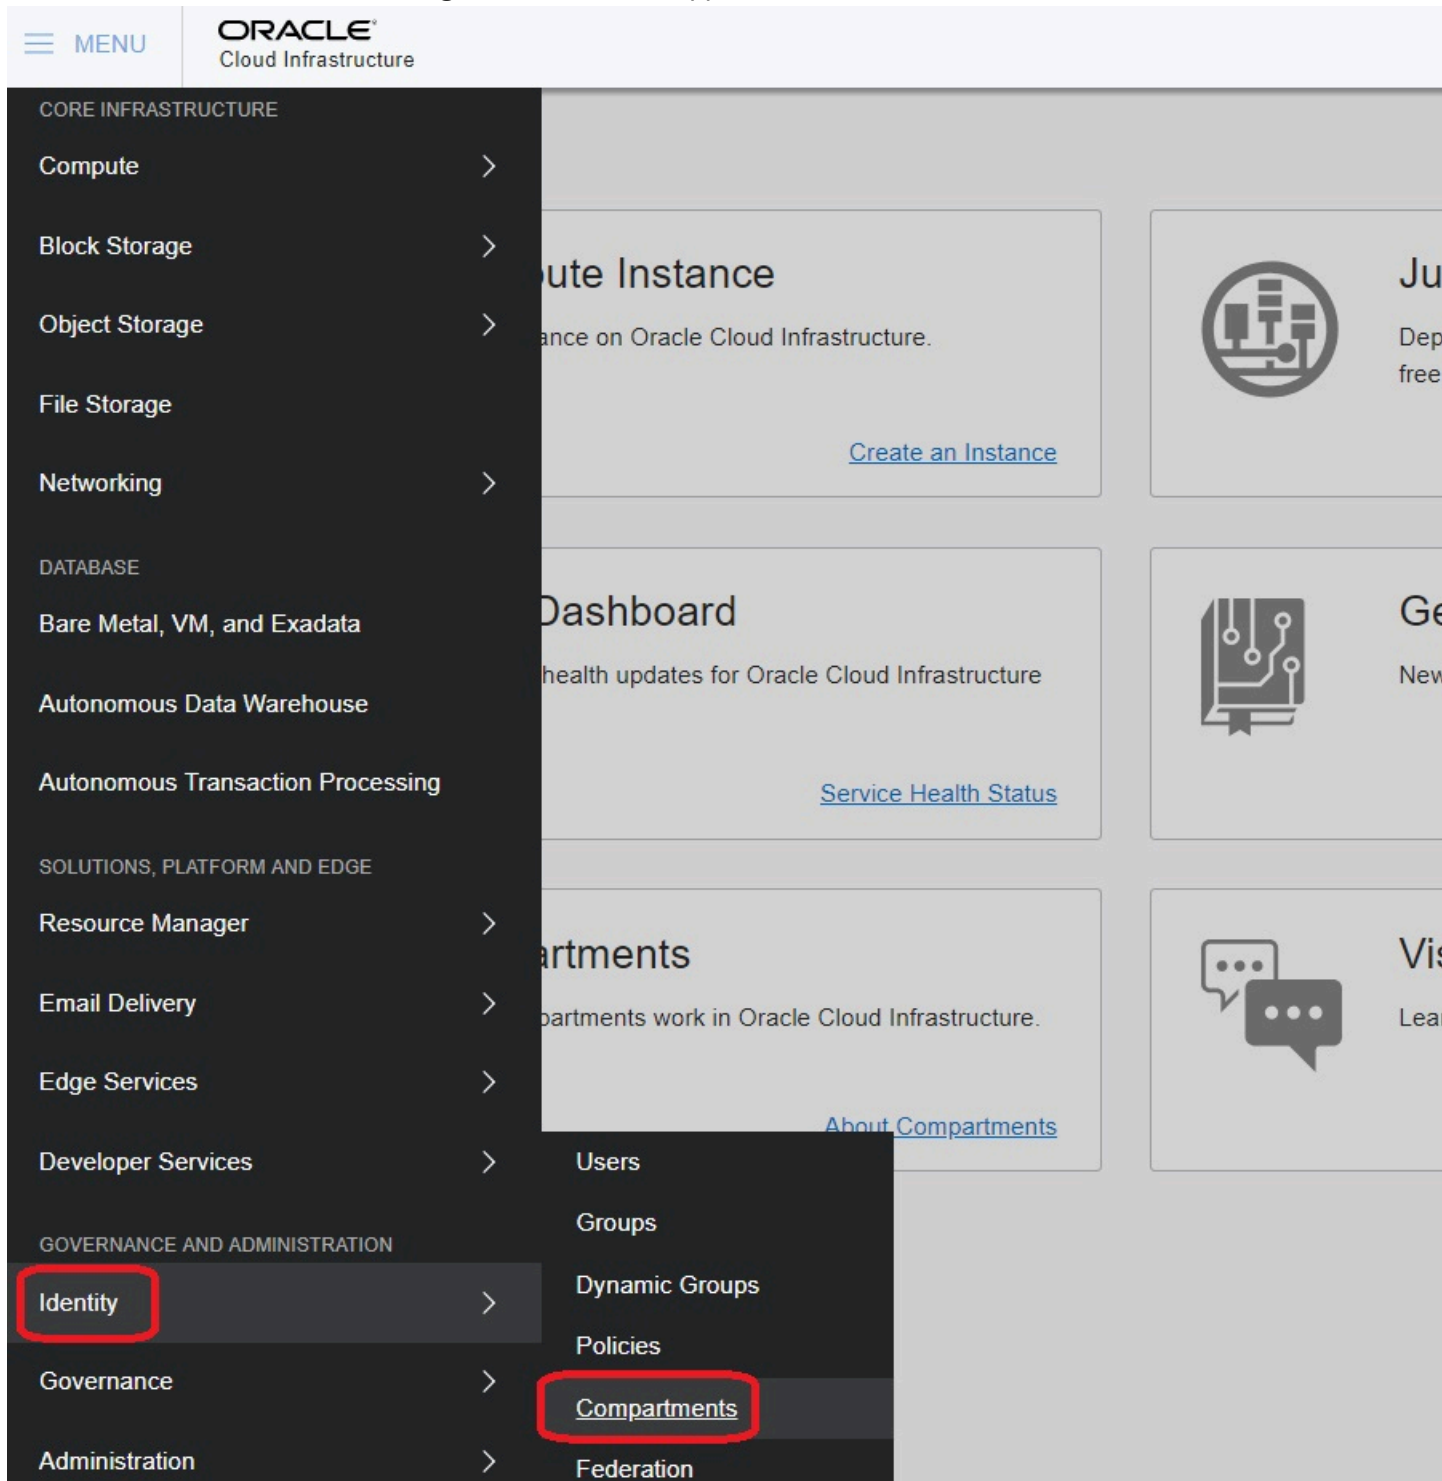 MENU
ORACLE
Cloud Infrastructure
CORE INFRASTRUCTURE
Compute
Block Storage
Object Storage
File Storage
Networking
DATABASE
Bare Metal, VM, and Exadata
Autonomous Data Warehouse
Autonomous Transaction Processing
SOLUTIONS, PLATFORM AND EDGE
Resource Manager
Email Delivery
Edge Services
Developer Services
GOVERNANCE AND ADMINISTRATION
Identity
Governance
Administration
Users
Groups
Dynamic Groups
Policies
Compartments
Federation
ute Instance
ance on Oracle Cloud Infrastructure.
Create an Instance
Dashboard
health updates for Oracle Cloud Infrastructure
Service Health Status
artments
partments work in Oracle Cloud Infrastructure.
About Compartments
Ju
Dep
free
Ge
New
Vis
Lear